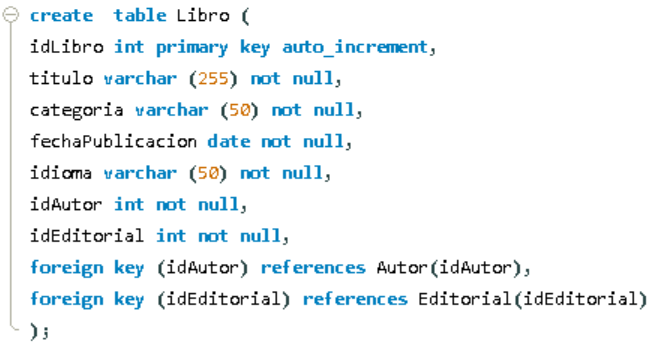 create table Libro (
idLibro int primary key auto_increment,
titulo varchar (255) not null,
categoria varchar (50) not null,
fechaPublicacion date not null,
idioma varchar (50) not null,
idAutor int not null,
idEditorial int not null,
foreign key (idAutor) references Autor(idAutor),
foreign key (idEditorial) references Editorial(idEditorial)
);